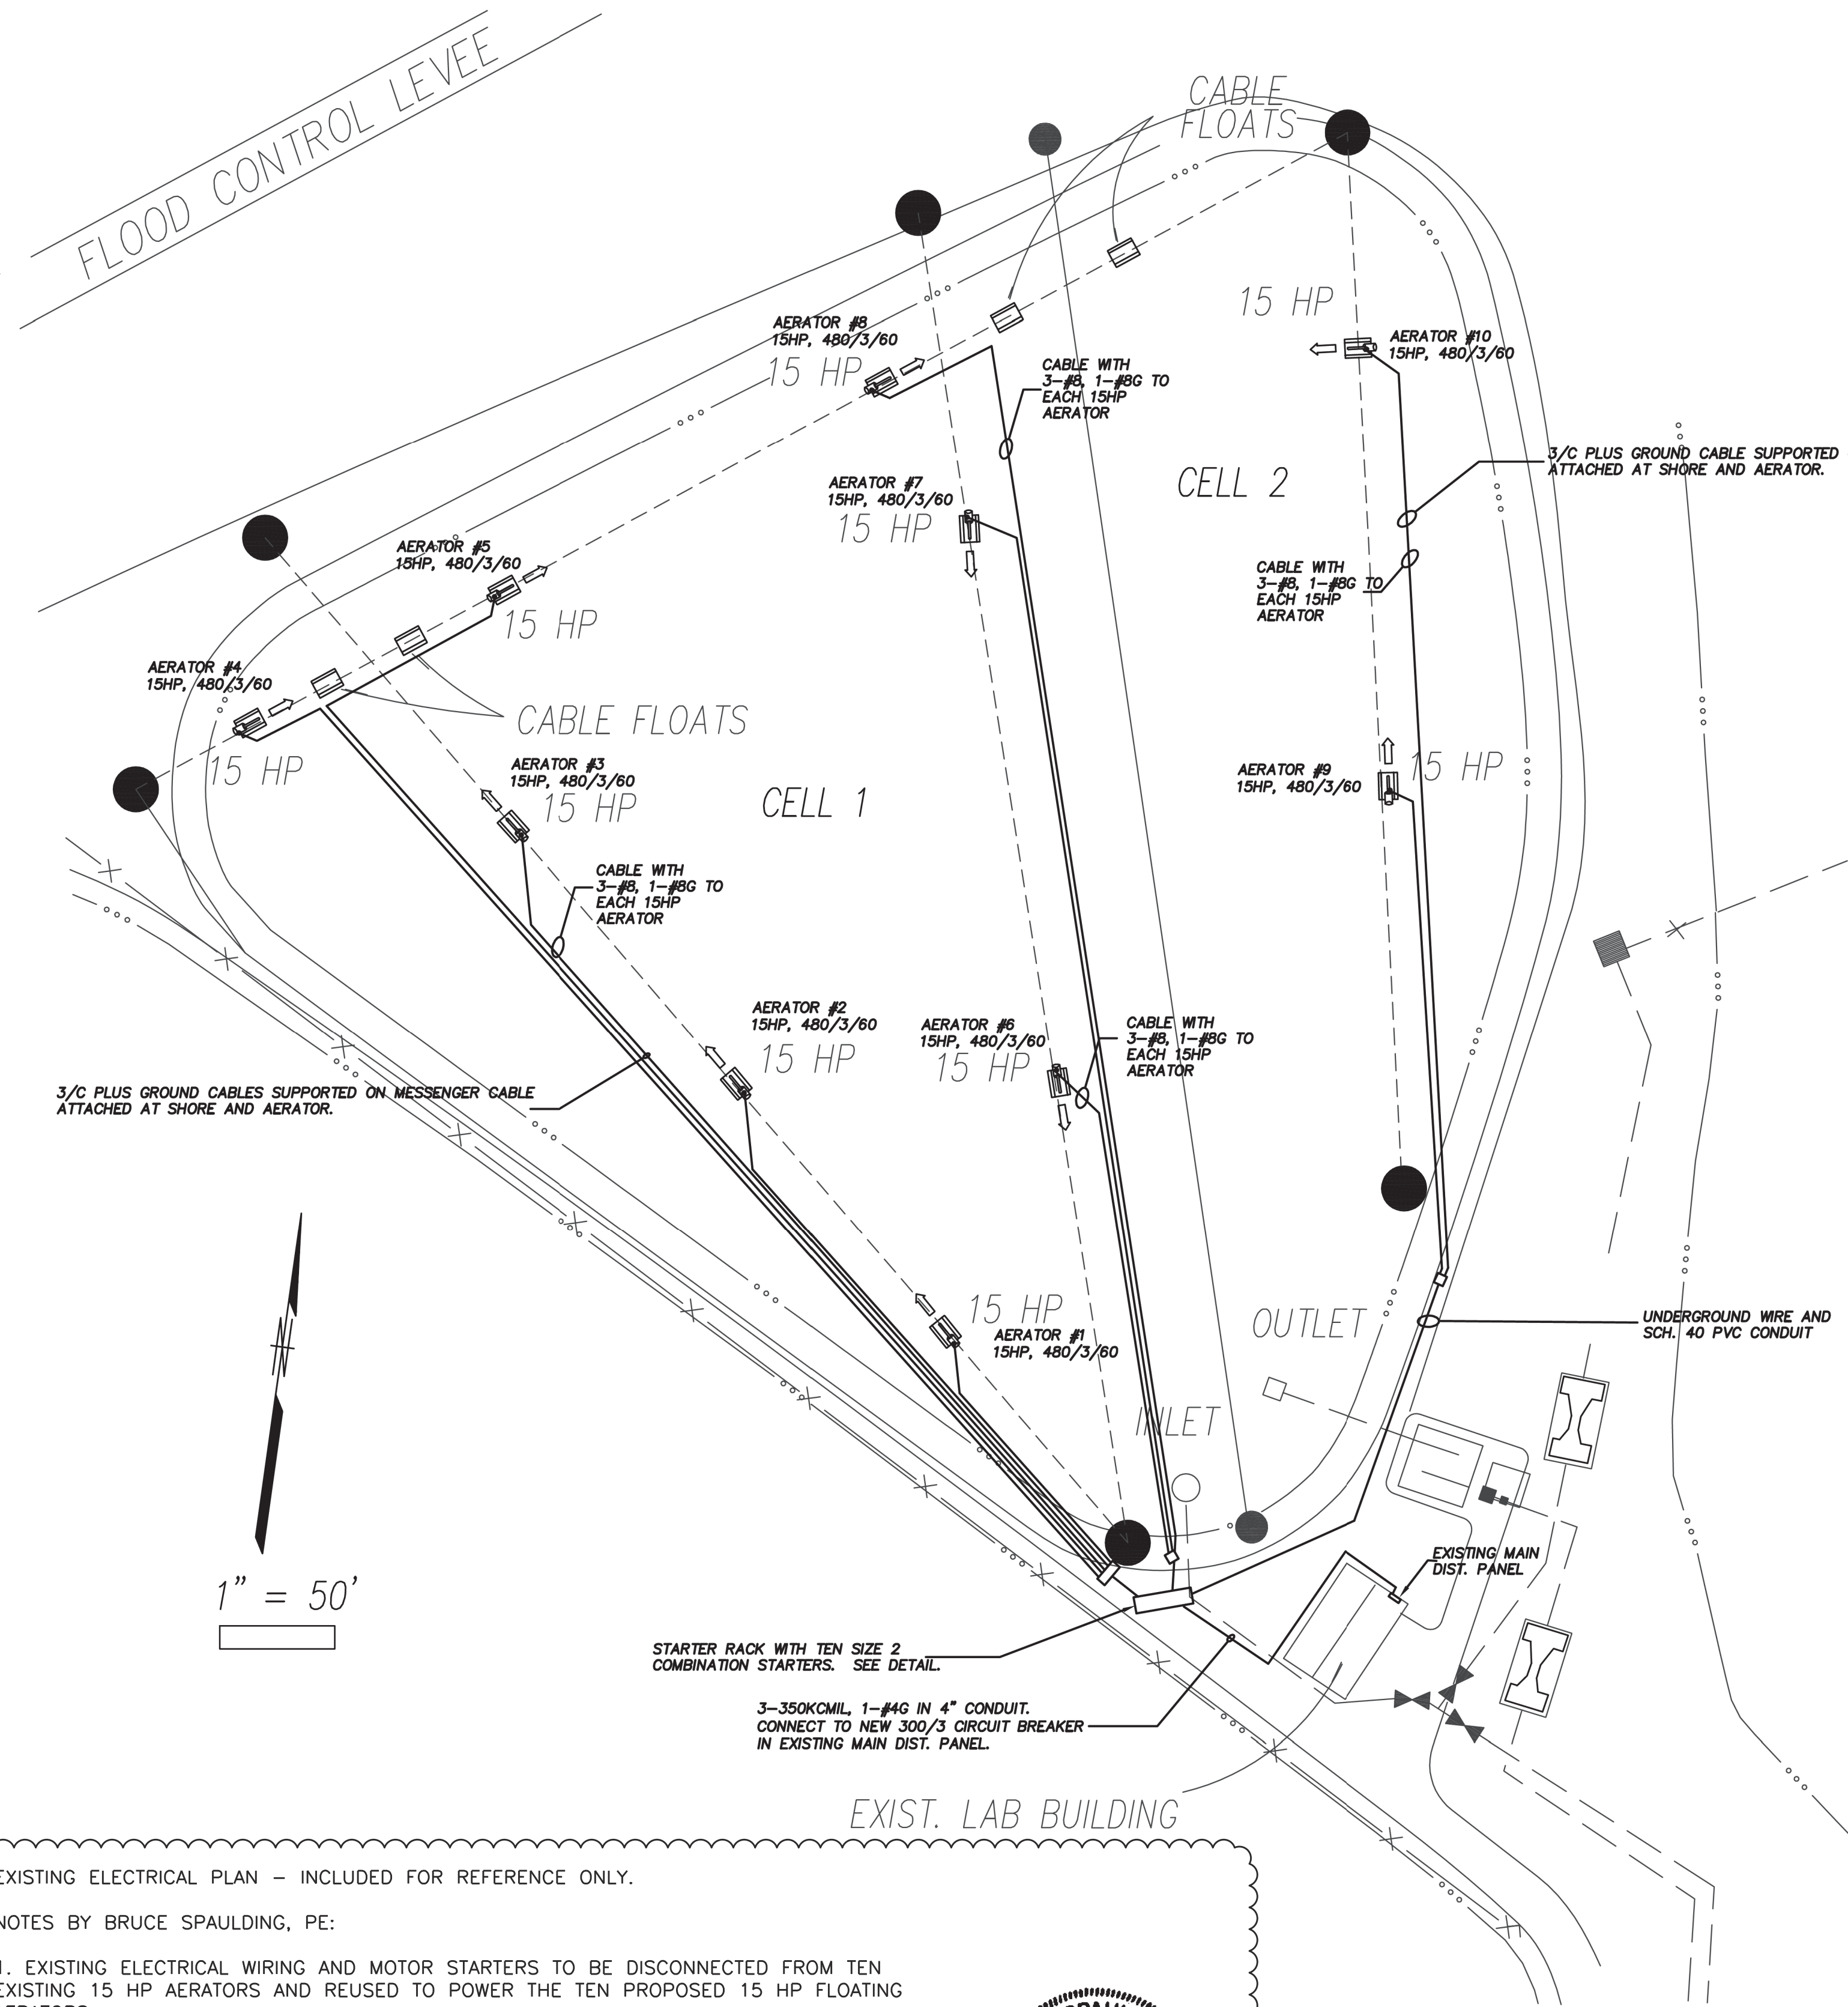 FLOOD CONTROL LEVEE
CABLE
FLOATS
15 HP
AERATOR #8
15HP, 480/3/60
15 HP
AERATOR #10
15HP, 480/3/60
CABLE WITH
3-#8, 1-#8G TO
EACH 15HP
AERATOR
3/C PLUS GROUND CABLE SUPPORTED
ATTACHED AT SHORE AND AERATOR.
CELL 2
AERATOR #7
15HP, 480/3/60
15 HP
AERATOR #5
15HP, 480/3/60
15 HP
CABLE WITH
3-#8, 1-#8G TO
EACH 15HP
AERATOR
AERATOR #4
15HP, 480/3/60
15 HP
CABLE FLOATS
AERATOR #3
15HP, 480/3/60
15 HP
CELL 1
AERATOR #9
15HP, 480/3/60
15 HP
CABLE WITH
3-#8, 1-#8G TO
EACH 15HP
AERATOR
AERATOR #2
15HP, 480/3/60
15 HP
AERATOR #6
15HP, 480/3/60
15 HP
CABLE WITH
3-#8, 1-#8G TO
EACH 15HP
AERATOR
3/C PLUS GROUND CABLES SUPPORTED ON MESSENGER CABLE
ATTACHED AT SHORE AND AERATOR.
15 HP
AERATOR #1
15HP, 480/3/60
OUTLET
UNDERGROUND WIRE AND
SCH. 40 PVC CONDUIT
INLET
N
1" = 50'
EXISTING MAIN
DIST. PANEL
STARTER RACK WITH TEN SIZE 2
COMBINATION STARTERS. SEE DETAIL.
3-350KCMIL, 1-#4G IN 4" CONDUIT.
CONNECT TO NEW 300/3 CIRCUIT BREAKER
IN EXISTING MAIN DIST. PANEL.
EXIST. LAB BUILDING
EXISTING ELECTRICAL PLAN – INCLUDED FOR REFERENCE ONLY.
NOTES BY BRUCE SPAULDING, PE:
1. EXISTING ELECTRICAL WIRING AND MOTOR STARTERS TO BE DISCONNECTED FROM TEN
EXISTING 15 HP AERATORS AND REUSED TO POWER THE TEN PROPOSED 15 HP FLOATING